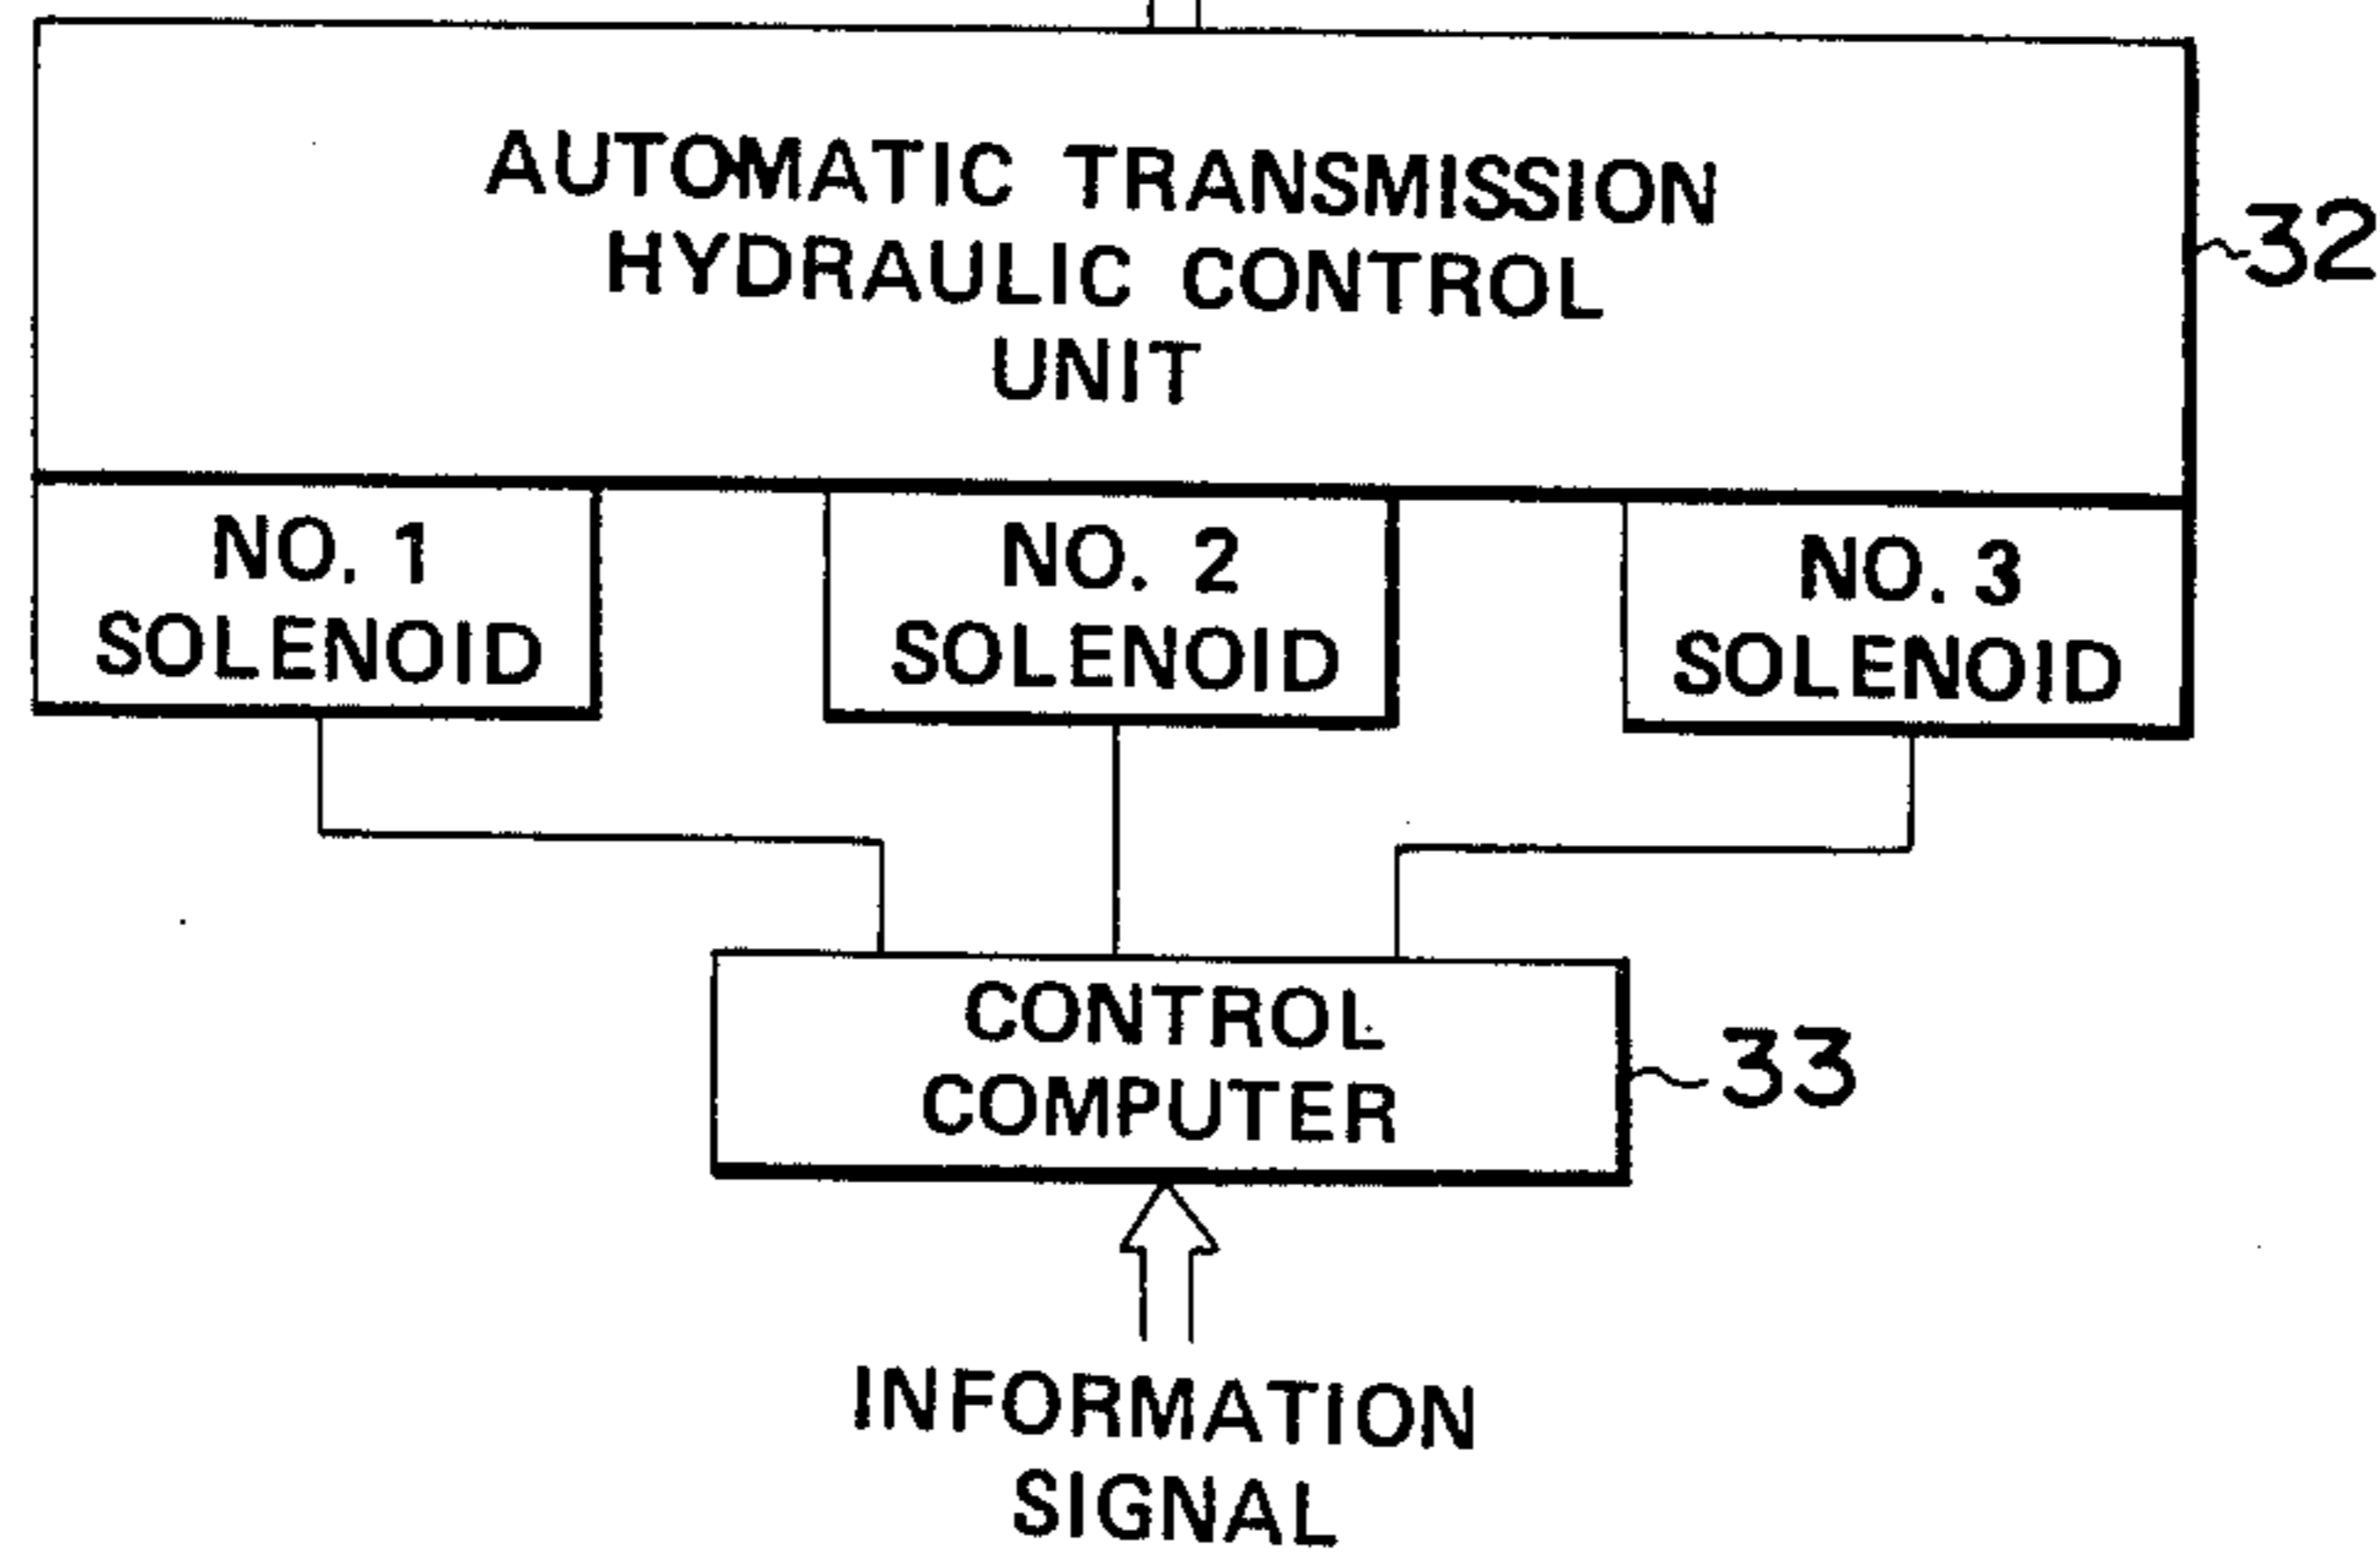 AUTOMATIC TRANSMISSION
HYDRAULIC CONTROL
UNIT
32
NO. 1
SOLENOID
NO. 2
SOLENOID
NO. 3
SOLENOID
CONTROL
COMPUTER
33
INFORMATION
SIGNAL